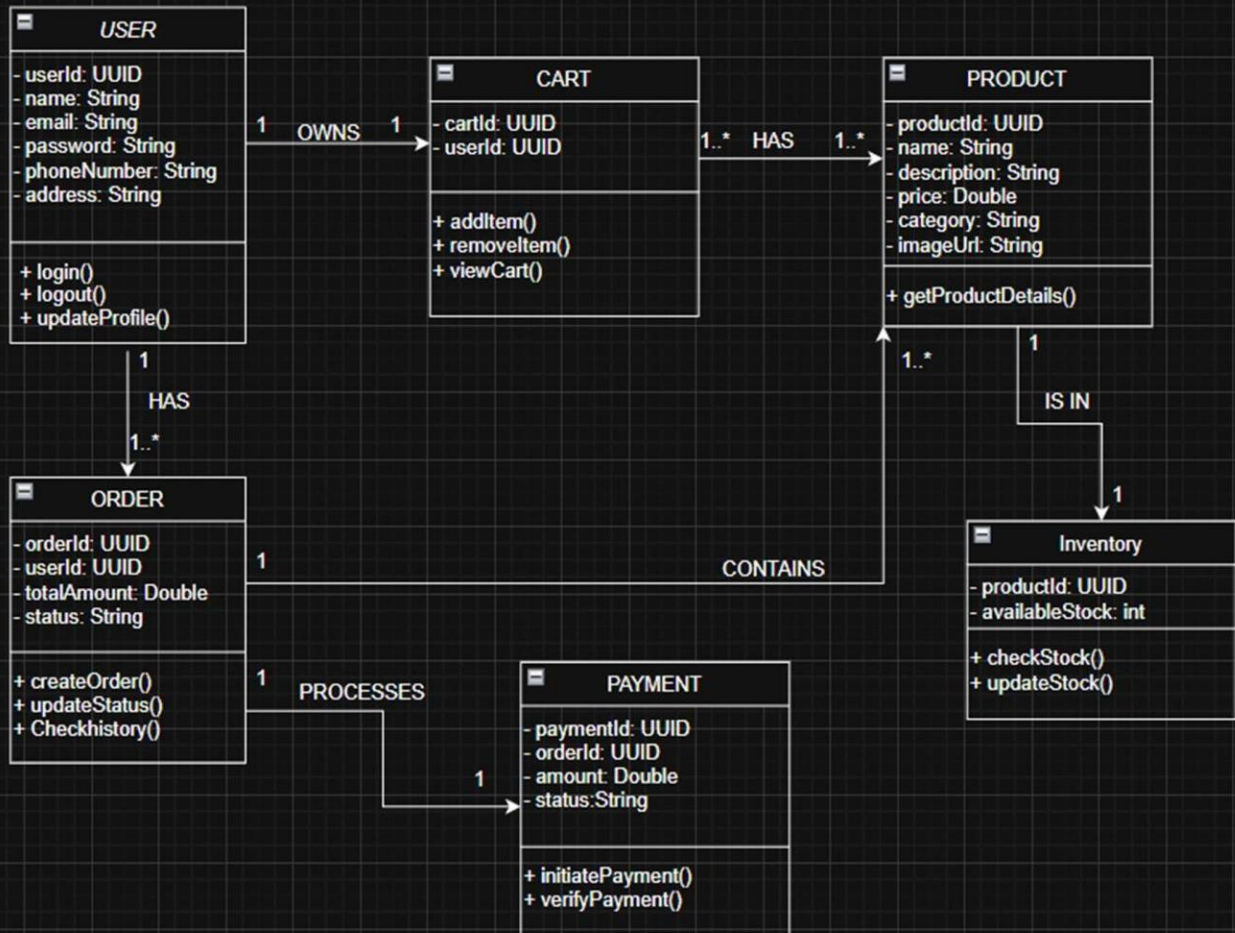 USER
- userId: UUID
- name: String
- email: String
- password: String
- phoneNumber: String
- address: String
+ login()
+ logout()
+ updateProfile()
1
OWNS
1
CART
- cartId: UUID
- userId: UUID
+ addItem()
+ removeItem()
+ viewCart()
1..*
HAS
1..*
PRODUCT
- productId: UUID
- name: String
- description: String
- price: Double
- category: String
- imageUrl: String
+ getProductDetails()
1
HAS
1..*
1..*
1
IS IN
1
ORDER
- orderId: UUID
- userId: UUID
- totalAmount: Double
- status: String
+ createOrder()
+ updateStatus()
+ Checkhistory()
1
CONTAINS
Inventory
- productId: UUID
- availableStock: int
+ checkStock()
+ updateStock()
1
PROCESSES
1
PAYMENT
- paymentId: UUID
- orderId: UUID
- amount: Double
- status:String
+ initiatePayment()
+ verifyPayment()